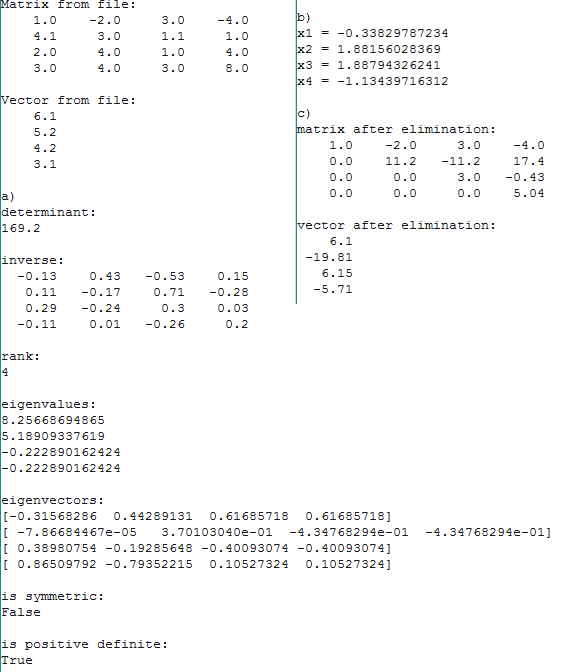 Matrix from file:
1.0 -2.0 3.0 -4.0
4.1 3.0 1.1 1.0
2.0 4.0 1.0 4.0
3.0 4.0 3.0 8.0
Vector from file:
6.1
5.2
4.2
3.1
a)
determinant:
169.2
inverse:
-0.13 0.43 -0.53 0.15
0.11 -0.17 0.71 -0.28
0.29 -0.24 0.3 0.03
-0.11 0.01 -0.26 0.2
rank:
4
eigenvalues:
8.25668694865
5.18909337619
-0.222890162424
-0.222890162424
eigenvectors:
[-0.31568286 0.44289131 0.61685718 0.61685718]
[ -7.86684467e-05 3.70103040e-01 -4.34768294e-01 -4.34768294e-01]
[ 0.38980754 -0.19285648 -0.40093074 -0.40093074]
[ 0.86509792 -0.79352215 0.10527324 0.10527324]
is symmetric:
False
is positive definite:
True
b)
x1 = -0.33829787234
x2 = 1.88156028369
x3 = 1.88794326241
x4 = -1.13439716312
c)
matrix after elimination:
1.0 -2.0 3.0 -4.0
0.0 11.2 -11.2 17.4
0.0 0.0 3.0 -0.43
0.0 0.0 0.0 5.04
vector after elimination:
6.1
-19.81
6.15
-5.71